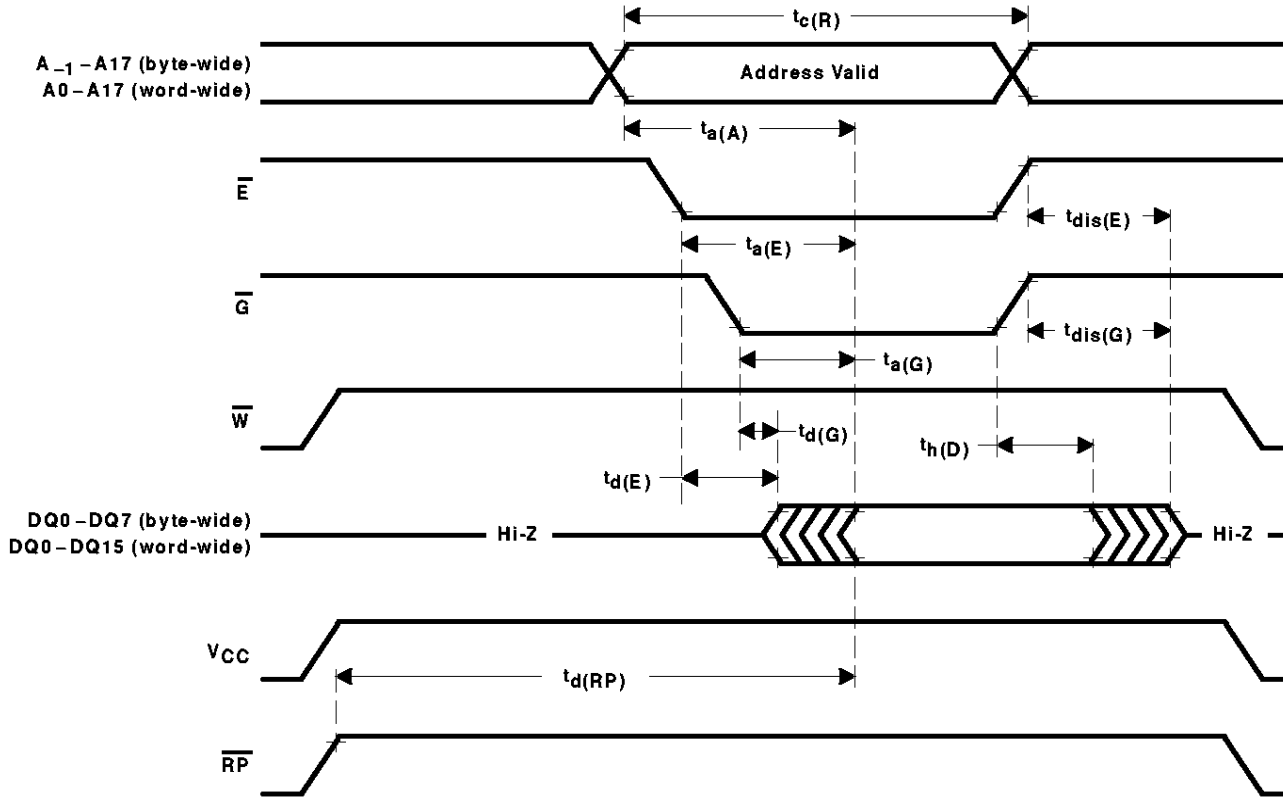 tc(R)
A–1–A17 (byte-wide)
A0–A17 (word-wide)
Address Valid
ta(A)
E̅
tdis(E)
ta(E)
G̅
tdis(G)
ta(G)
W̅
td(G)
th(D)
td(E)
DQ0–DQ7 (byte-wide)
DQ0–DQ15 (word-wide)
Hi-Z
Hi-Z
VCC
td(RP)
R̅P̅